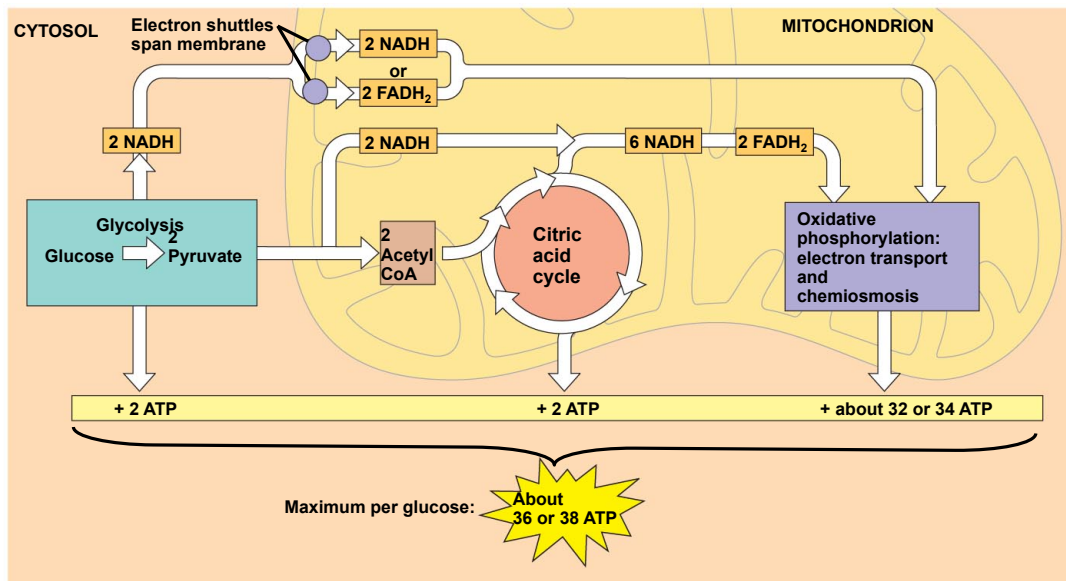 CYTOSOL
Electron shuttles
span membrane
MITOCHONDRION
2 NADH
or
2 FADH₂
2 NADH
2 NADH
6 NADH
2 FADH₂
Glycolysis
Glucose
2
Pyruvate
2
Acetyl
CoA
Citric
acid
cycle
Oxidative
phosphorylation:
electron transport
and
chemiosmosis
+ 2 ATP
+ 2 ATP
+ about 32 or 34 ATP
Maximum per glucose:
About
36 or 38 ATP